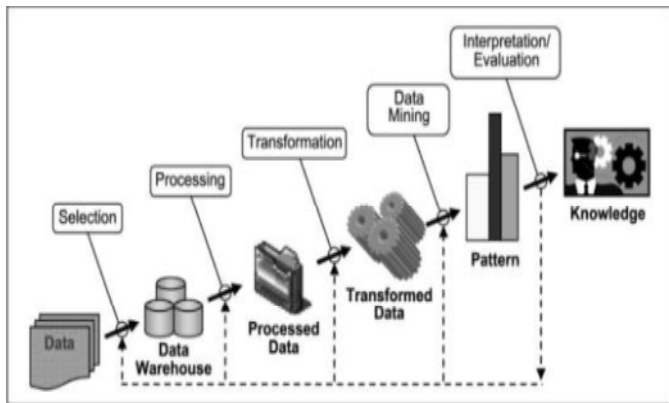 Interpretation/
Evaluation
Data
Mining
Transformation
Processing
Selection
Knowledge
Pattern
Transformed
Data
Processed
Data
Data
Warehouse
Data